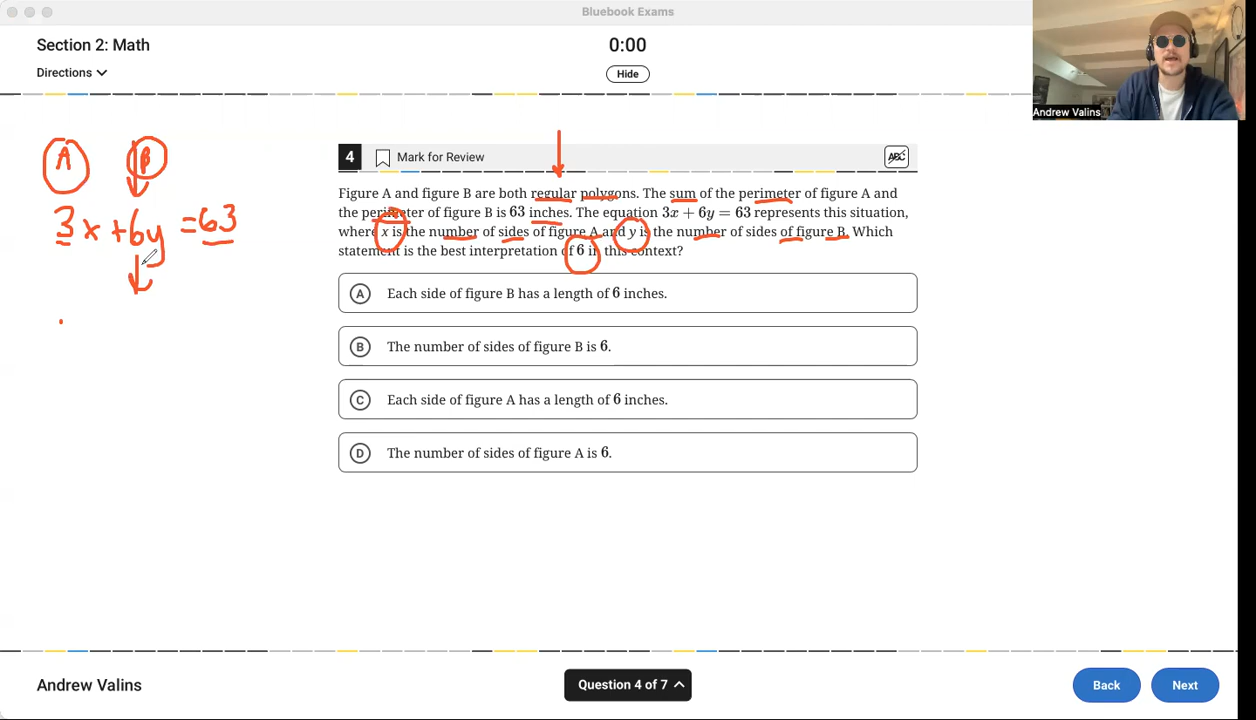 Bluebook Exams
Section 2: Math
Directions
0:00
Hide
Andrew Valins
A B
3x + 6y = 63
4 Mark for Review ABC
Figure A and figure B are both regular polygons. The sum of the perimeter of figure A and
the perimeter of figure B is 63 inches. The equation 3x + 6y = 63 represents this situation,
where x is the number of sides of figure A and y is the number of sides of figure B. Which
statement is the best interpretation of 6 in this context?
A Each side of figure B has a length of 6 inches.
B The number of sides of figure B is 6.
C Each side of figure A has a length of 6 inches.
D The number of sides of figure A is 6.
Andrew Valins
Question 4 of 7
Back
Next